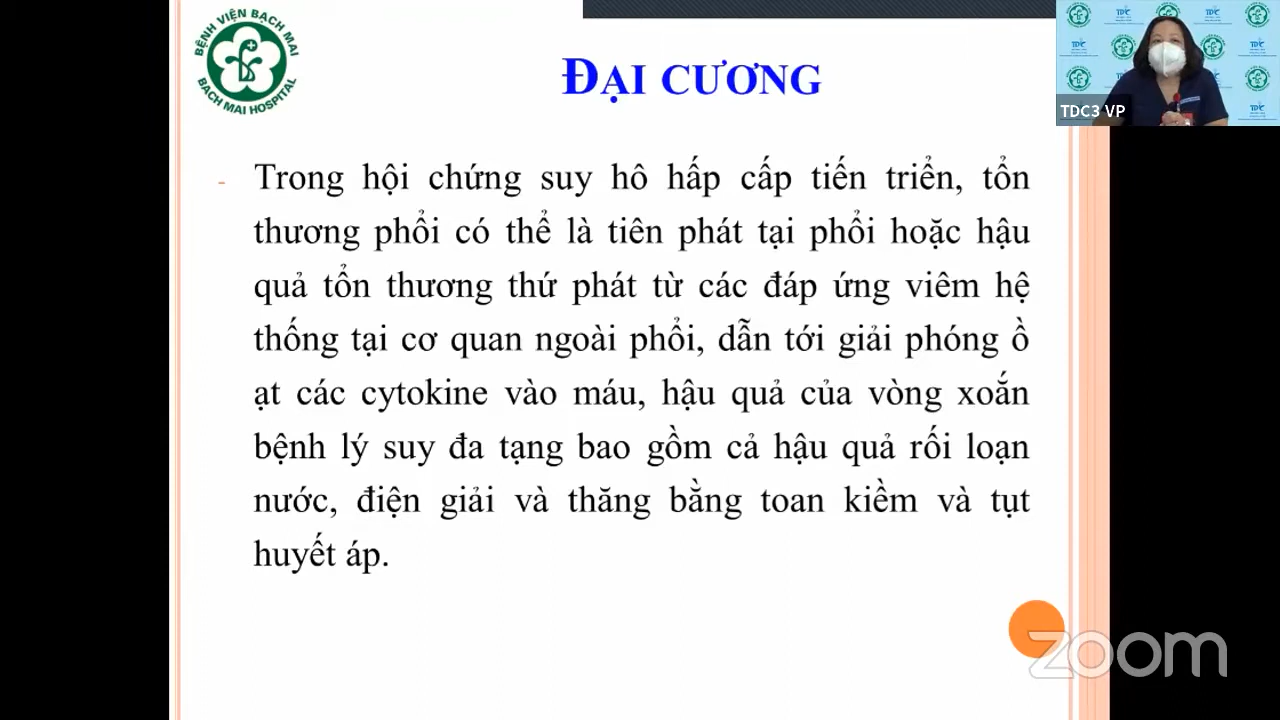 BỆNH VIỆN BẠCH MAI
BACH MAI HOSPITAL
ĐẠI CƯƠNG
TDC3 VP
- Trong hội chứng suy hô hấp cấp tiến triển, tổn
thương phổi có thể là tiên phát tại phổi hoặc hậu
quả tổn thương thứ phát từ các đáp ứng viêm hệ
thống tại cơ quan ngoài phổi, dẫn tới giải phóng ồ
ạt các cytokine vào máu, hậu quả của vòng xoắn
bệnh lý suy đa tạng bao gồm cả hậu quả rối loạn
nước, điện giải và thăng bằng toan kiềm và tụt
huyết áp.
zoom